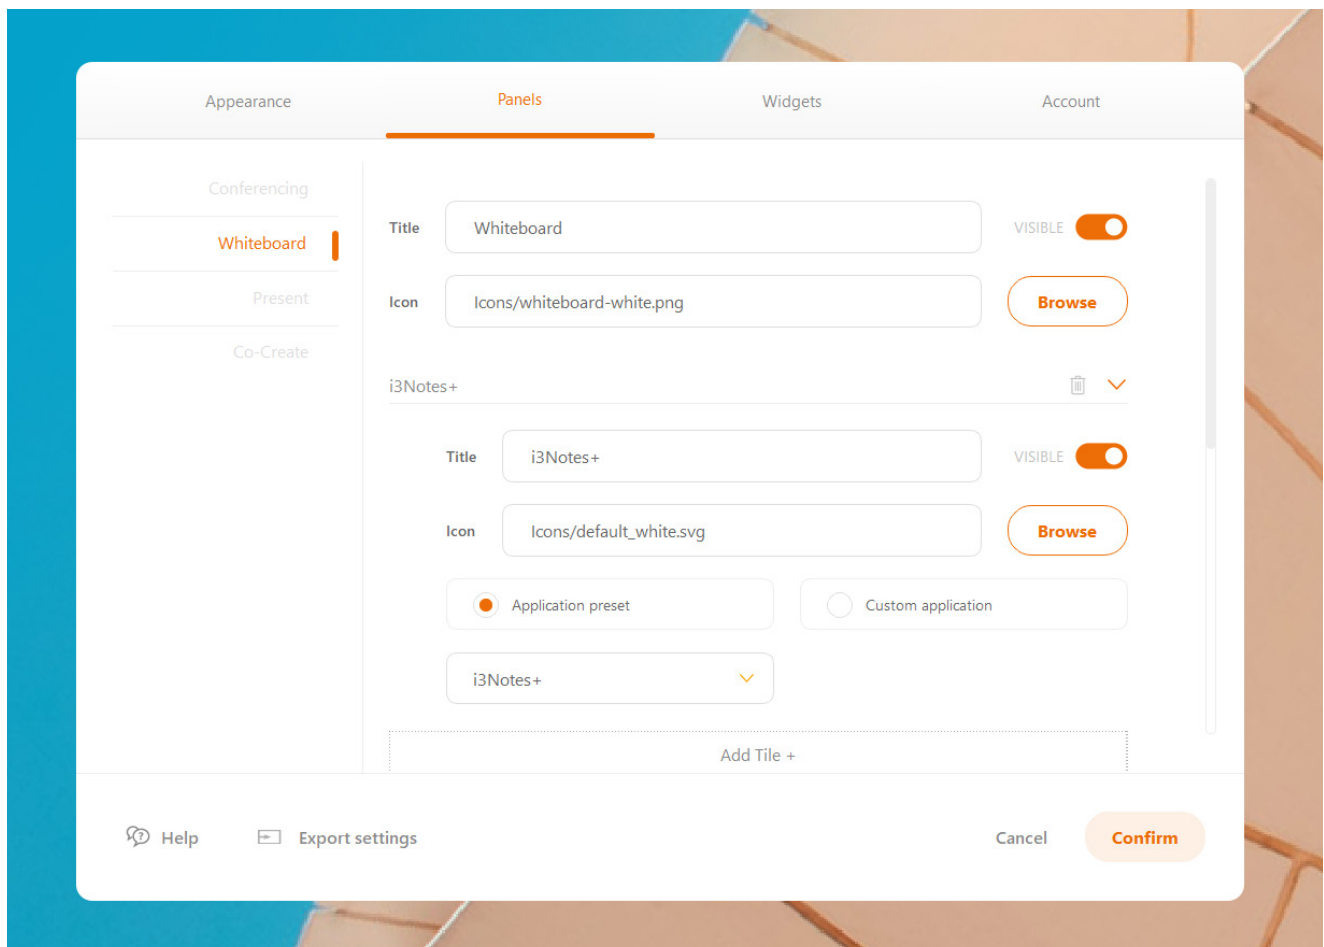 Appearance Panels Widgets Account
Conferencing
Whiteboard
Present
Co-Create
Title Whiteboard VISIBLE
Icon Icons/whiteboard-white.png Browse
i3Notes+
Title i3Notes+ VISIBLE
Icon Icons/default_white.svg Browse
Application preset Custom application
i3Notes+
Add Tile +
Help Export settings Cancel Confirm